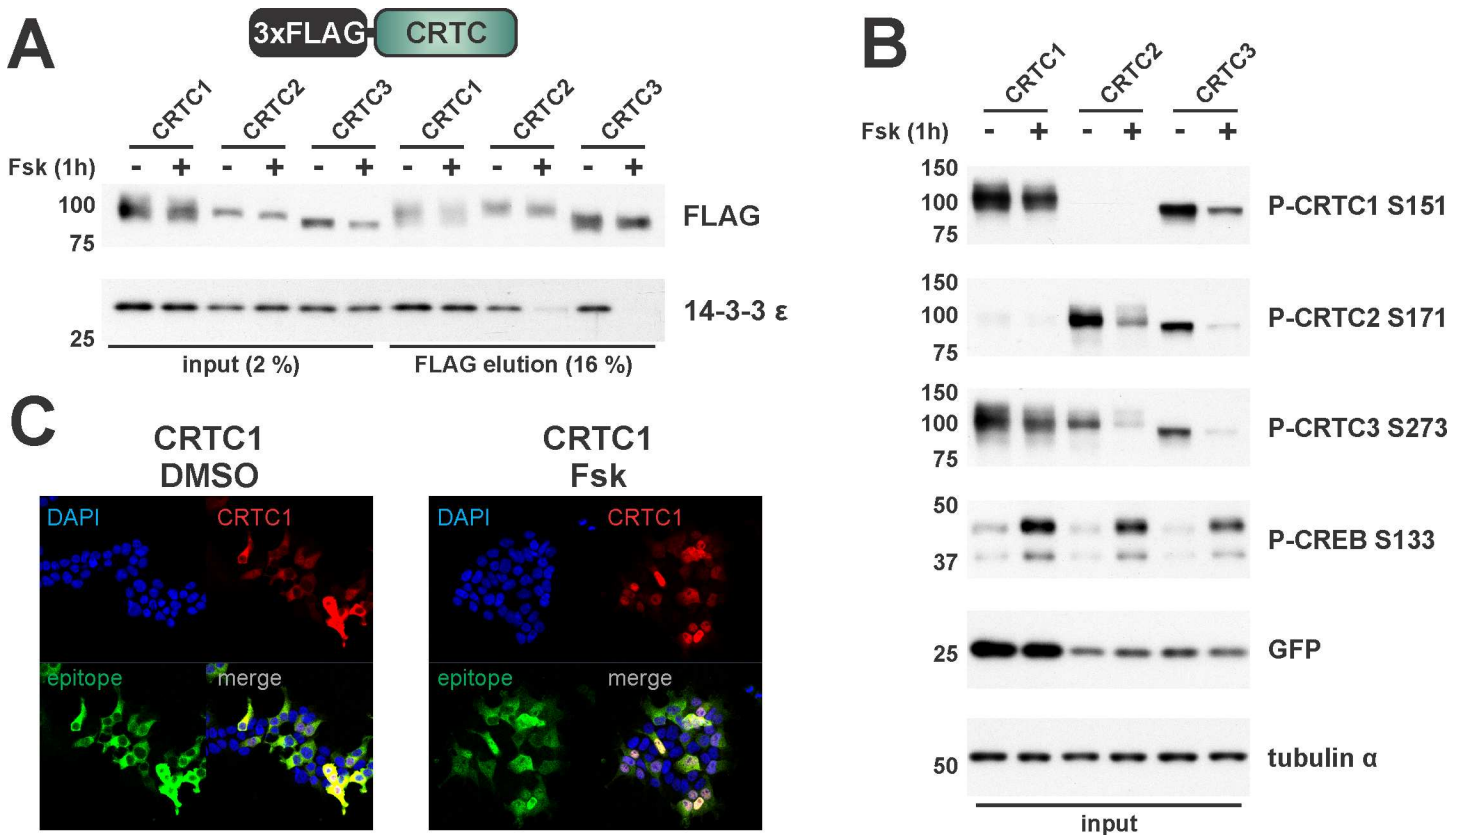 A
3xFLAG CRTC
CRTC1 CRTC2 CRTC3 CRTC1 CRTC2 CRTC3
Fsk (1h) - + - + - + - + - + - +
100
75
FLAG
25
14-3-3 ε
input (2 %) FLAG elution (16 %)
B
CRTC1 CRTC2 CRTC3
Fsk (1h) - + - + - +
150
100
75
P-CRTC1 S151
150
100
75
P-CRTC2 S171
150
100
75
P-CRTC3 S273
50
37
P-CREB S133
25
GFP
50
tubulin α
input
C
CRTC1
DMSO
DAPI CRTC1
epitope merge
CRTC1
Fsk
DAPI CRTC1
epitope merge